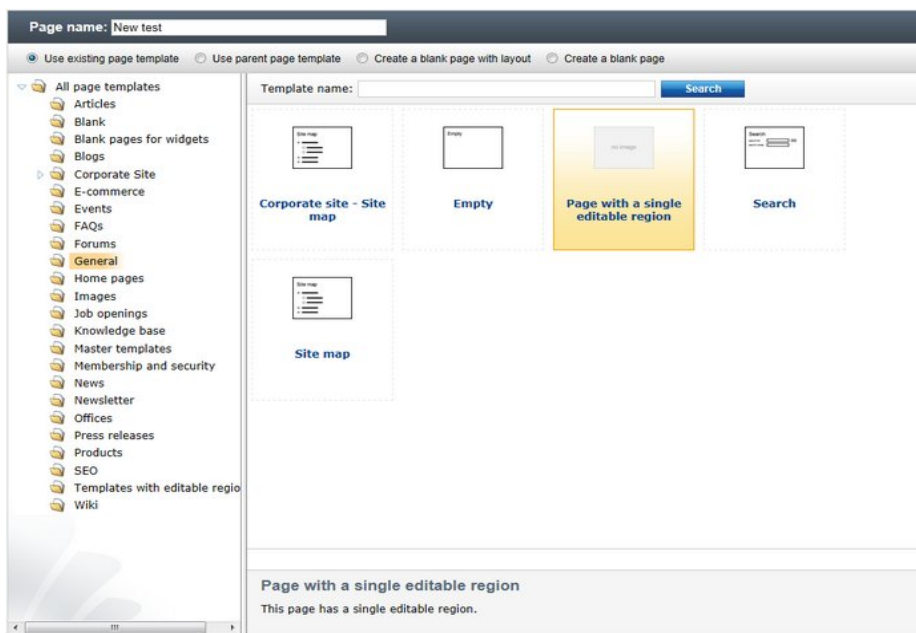 Page name: New test
Use existing page template Use parent page template Create a blank page with layout Create a blank page
All page templates
Articles
Blank
Blank pages for widgets
Blogs
Corporate Site
E-commerce
Events
FAQs
Forums
General
Home pages
Images
Job openings
Knowledge base
Master templates
Membership and security
News
Newsletter
Offices
Press releases
Products
SEO
Templates with editable regio
Wiki
Template name: Search
Site map
Corporate site - Site
map
Empty
Empty
no image
Page with a single
editable region
Search
Search
Site map
Site map
Page with a single editable region
This page has a single editable region.